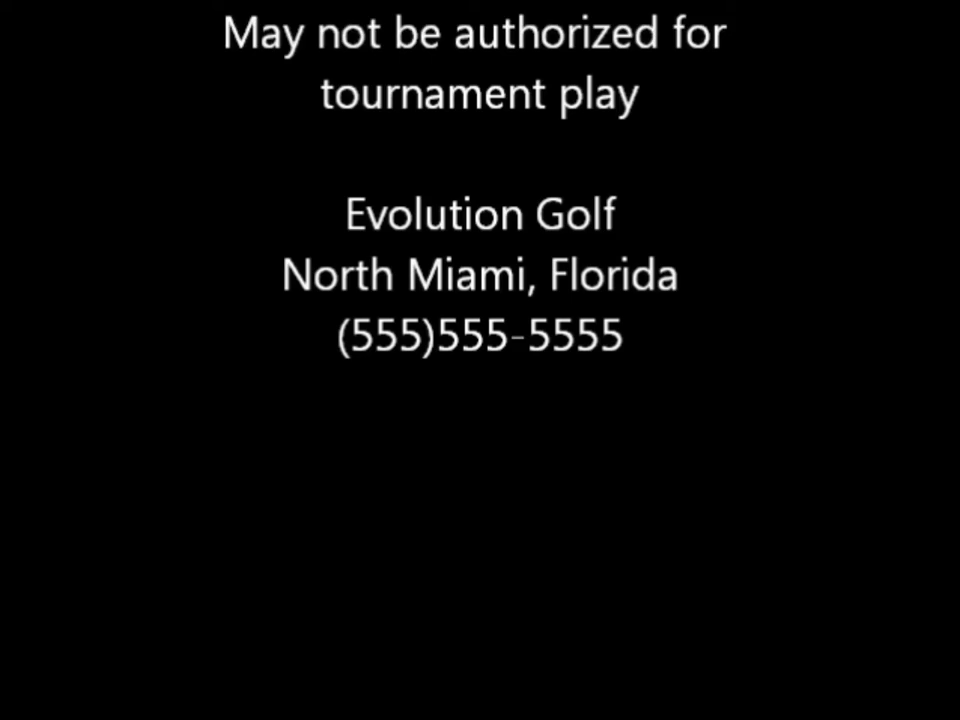 May not be authorized for
tournament play
Evolution Golf
North Miami, Florida
(555)555-5555